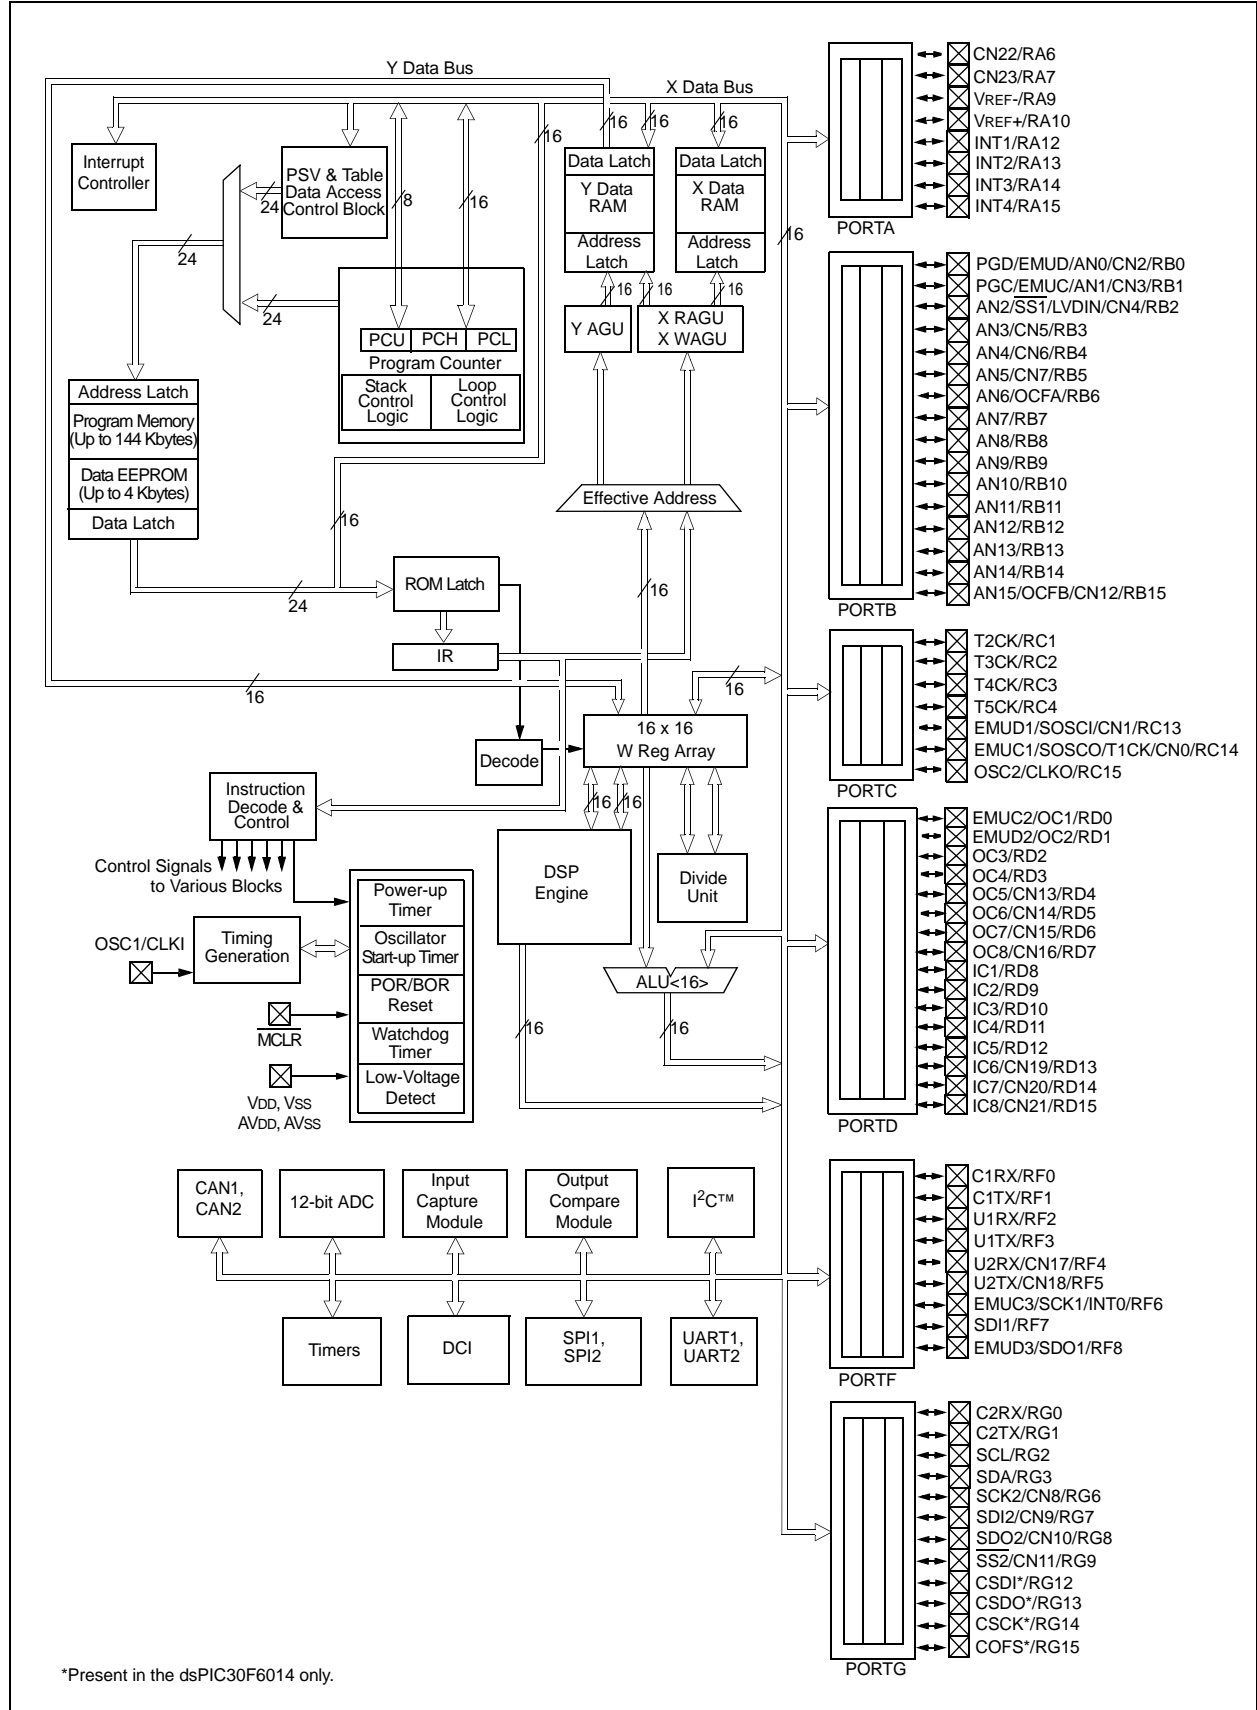 Y Data Bus
X Data Bus
16
16
16
16
Interrupt
Controller
PSV & Table
Data Access
Control Block
24
8
16
24
24
Data Latch
Y Data
RAM
Address
Latch
Data Latch
X Data
RAM
Address
Latch
16
16
16
16
Y AGU
X RAGU
X WAGU
PCU
PCH
PCL
Program Counter
Stack
Control
Logic
Loop
Control
Logic
Address Latch
Program Memory
(Up to 144 Kbytes)
Data EEPROM
(Up to 4 Kbytes)
Data Latch
Effective Address
16
24
16
ROM Latch
IR
16
16
16 x 16
W Reg Array
Decode
Instruction
Decode &
Control
16
16
Control Signals
to Various Blocks
DSP
Engine
Divide
Unit
Power-up
Timer
Oscillator
Start-up Timer
POR/BOR
Reset
Watchdog
Timer
Low-Voltage
Detect
OSC1/CLKI
Timing
Generation
MCLR
VDD, VSS
AVDD, AVSS
ALU<16>
16
16
CAN1,
CAN2
12-bit ADC
Input
Capture
Module
Output
Compare
Module
I2C™
Timers
DCI
SPI1,
SPI2
UART1,
UART2
CN22/RA6
CN23/RA7
VREF-/RA9
VREF+/RA10
INT1/RA12
INT2/RA13
INT3/RA14
INT4/RA15
PORTA
PGD/EMUD/AN0/CN2/RB0
PGC/EMUC/AN1/CN3/RB1
AN2/SS1/LVDIN/CN4/RB2
AN3/CN5/RB3
AN4/CN6/RB4
AN5/CN7/RB5
AN6/OCFA/RB6
AN7/RB7
AN8/RB8
AN9/RB9
AN10/RB10
AN11/RB11
AN12/RB12
AN13/RB13
AN14/RB14
AN15/OCFB/CN12/RB15
PORTB
T2CK/RC1
T3CK/RC2
T4CK/RC3
T5CK/RC4
EMUD1/SOSCI/CN1/RC13
EMUC1/SOSCO/T1CK/CN0/RC14
OSC2/CLKO/RC15
PORTC
EMUC2/OC1/RD0
EMUD2/OC2/RD1
OC3/RD2
OC4/RD3
OC5/CN13/RD4
OC6/CN14/RD5
OC7/CN15/RD6
OC8/CN16/RD7
IC1/RD8
IC2/RD9
IC3/RD10
IC4/RD11
IC5/RD12
IC6/CN19/RD13
IC7/CN20/RD14
IC8/CN21/RD15
PORTD
C1RX/RF0
C1TX/RF1
U1RX/RF2
U1TX/RF3
U2RX/CN17/RF4
U2TX/CN18/RF5
EMUC3/SCK1/INT0/RF6
SDI1/RF7
EMUD3/SDO1/RF8
PORTF
C2RX/RG0
C2TX/RG1
SCL/RG2
SDA/RG3
SCK2/CN8/RG6
SDI2/CN9/RG7
SDO2/CN10/RG8
SS2/CN11/RG9
CSDI*/RG12
CSDO*/RG13
CSCK*/RG14
COFS*/RG15
PORTG
16
*Present in the dsPIC30F6014 only.